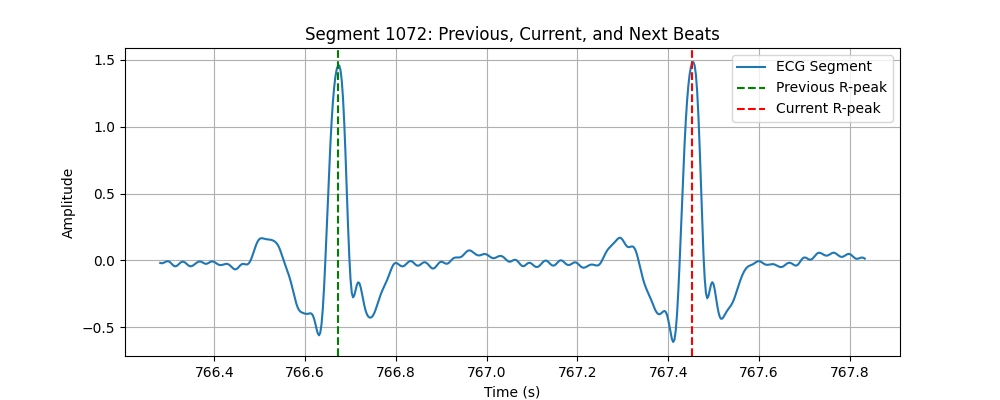 Segment 1072: Previous, Current, and Next Beats
1.5
1.0
0.5
0.0
−0.5
Amplitude
ECG Segment
Previous R-peak
Current R-peak
766.4 766.6 766.8 767.0 767.2 767.4 767.6 767.8
Time (s)